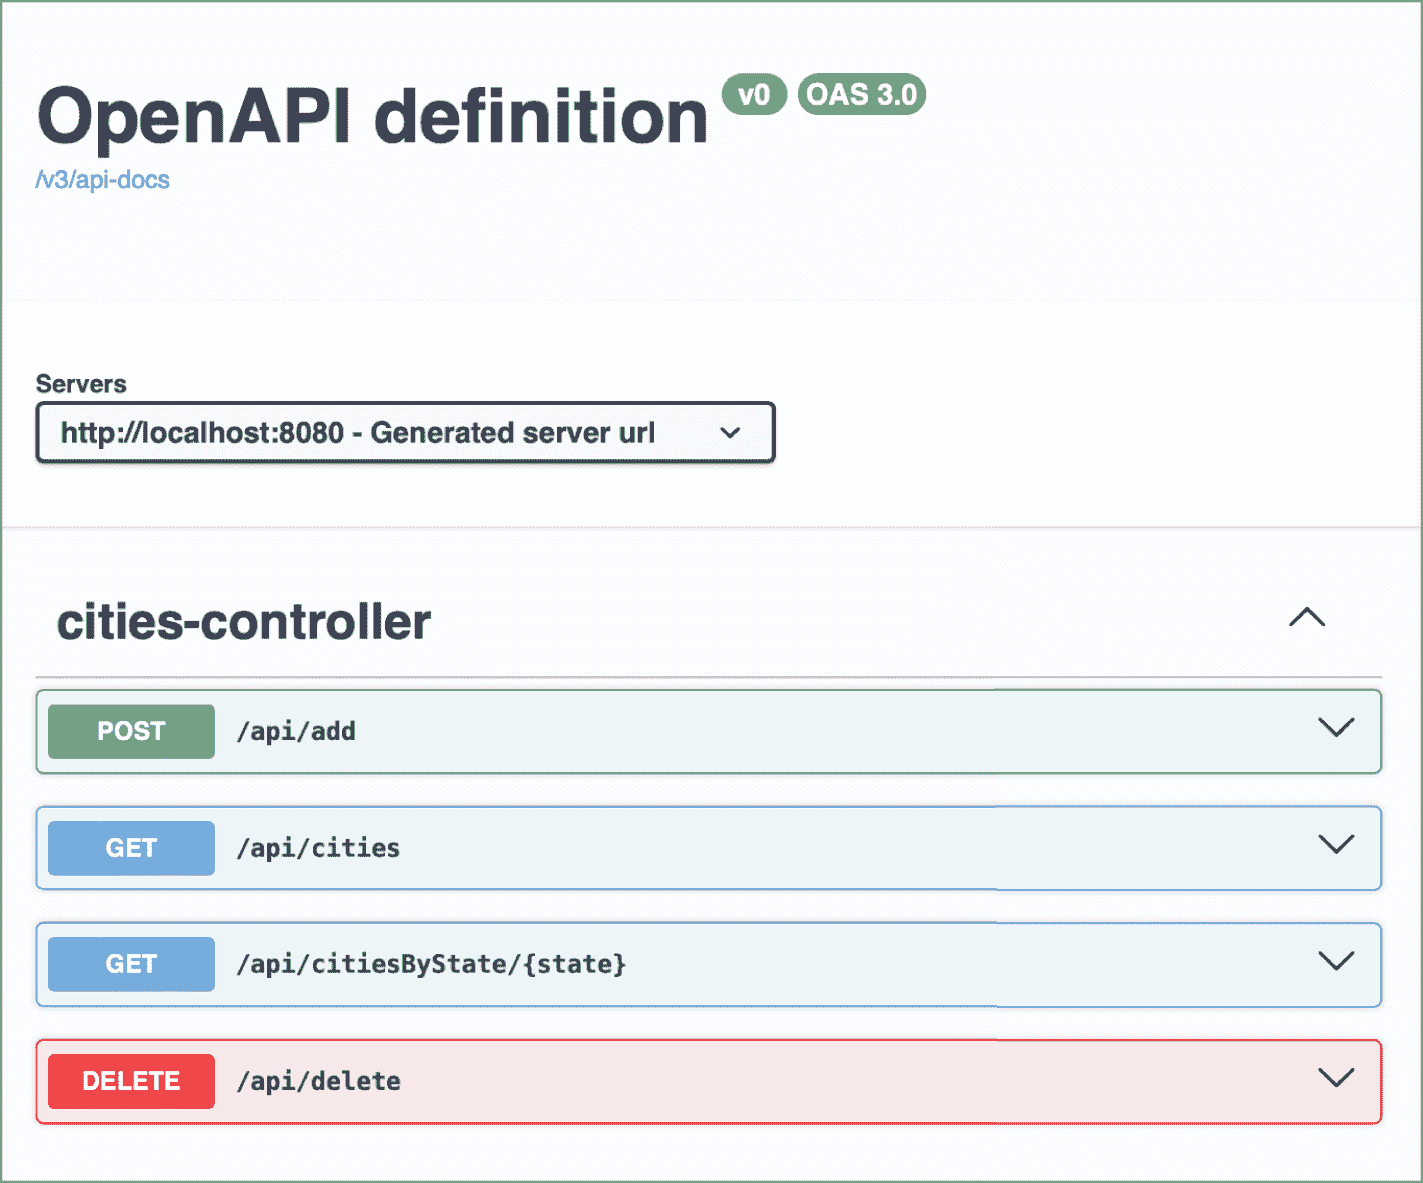 OpenAPI definition v0 OAS 3.0
/v3/api-docs
Servers
http://localhost:8080 - Generated server url
cities-controller
POST /api/add
GET /api/cities
GET /api/citiesByState/{state}
DELETE /api/delete